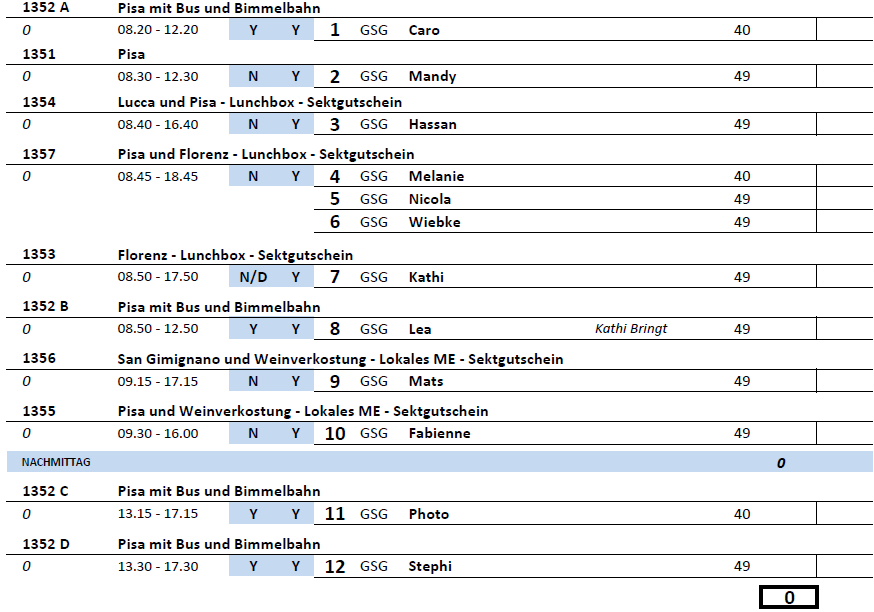 1352 A Pisa mit Bus und Bimmelbahn
0 08.20 - 12.20 Y Y 1 GSG Caro 40
1351 Pisa
0 08.30 - 12.30 N Y 2 GSG Mandy 49
1354 Lucca und Pisa - Lunchbox - Sektgutschein
0 08.40 - 16.40 N Y 3 GSG Hassan 49
1357 Pisa und Florenz - Lunchbox - Sektgutschein
0 08.45 - 18.45 N Y 4 GSG Melanie 40
5 GSG Nicola 49
6 GSG Wiebke 49
1353 Florenz - Lunchbox - Sektgutschein
0 08.50 - 17.50 N/D Y 7 GSG Kathi 49
1352 B Pisa mit Bus und Bimmelbahn
0 08.50 - 12.50 Y Y 8 GSG Lea Kathi Bringt 49
1356 San Gimignano und Weinverkostung - Lokales ME - Sektgutschein
0 09.15 - 17.15 N Y 9 GSG Mats 49
1355 Pisa und Weinverkostung - Lokales ME - Sektgutschein
0 09.30 - 16.00 N Y 10 GSG Fabienne 49
NACHMITTAG 0
1352 C Pisa mit Bus und Bimmelbahn
0 13.15 - 17.15 Y Y 11 GSG Photo 40
1352 D Pisa mit Bus und Bimmelbahn
0 13.30 - 17.30 Y Y 12 GSG Stephi 49
0